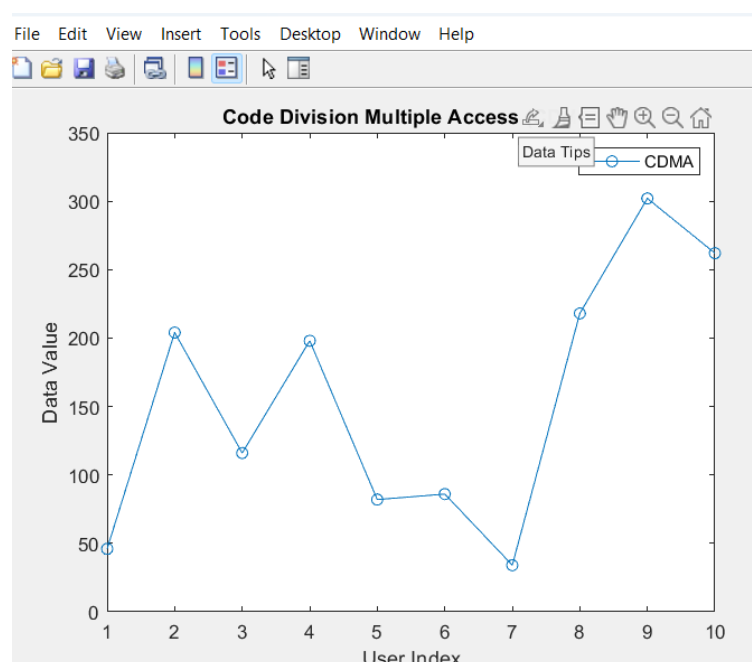 File Edit View Insert Tools Desktop Window Help
Code Division Multiple Access
Data Tips
CDMA
350
300
250
200
150
100
50
0
Data Value
1 2 3 4 5 6 7 8 9 10
User Index